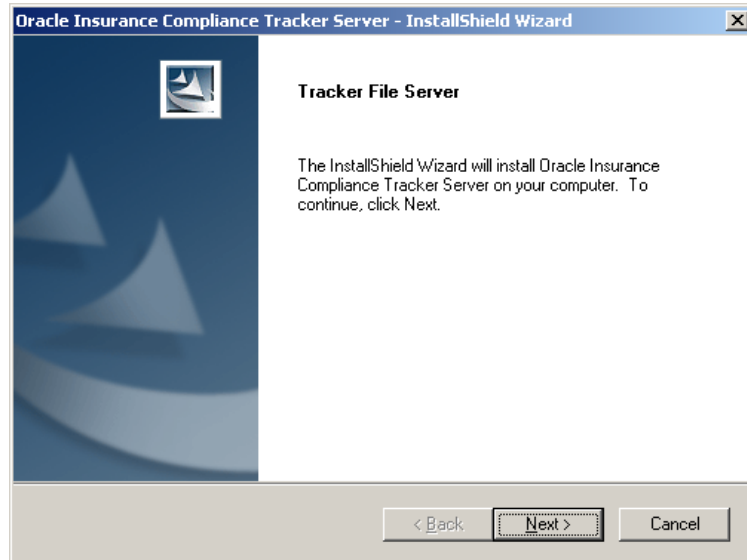 Oracle Insurance Compliance Tracker Server - InstallShield Wizard
Tracker File Server
The InstallShield Wizard will install Oracle Insurance
Compliance Tracker Server on your computer. To
continue, click Next.
< Back
Next >
Cancel